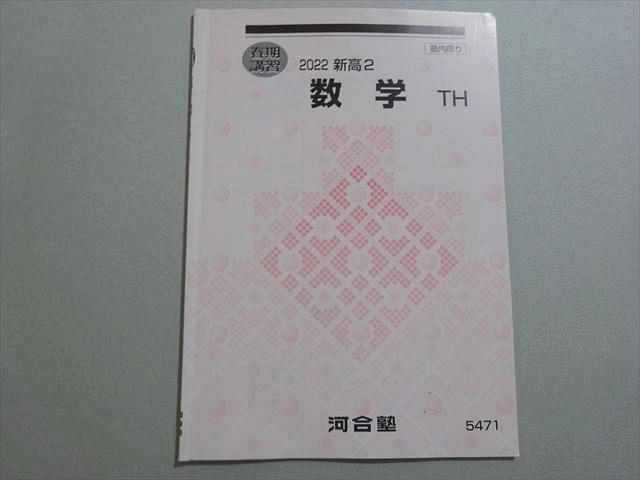 春期
講習
塾内限り
2022 新高2
数学 TH
河合塾
5471